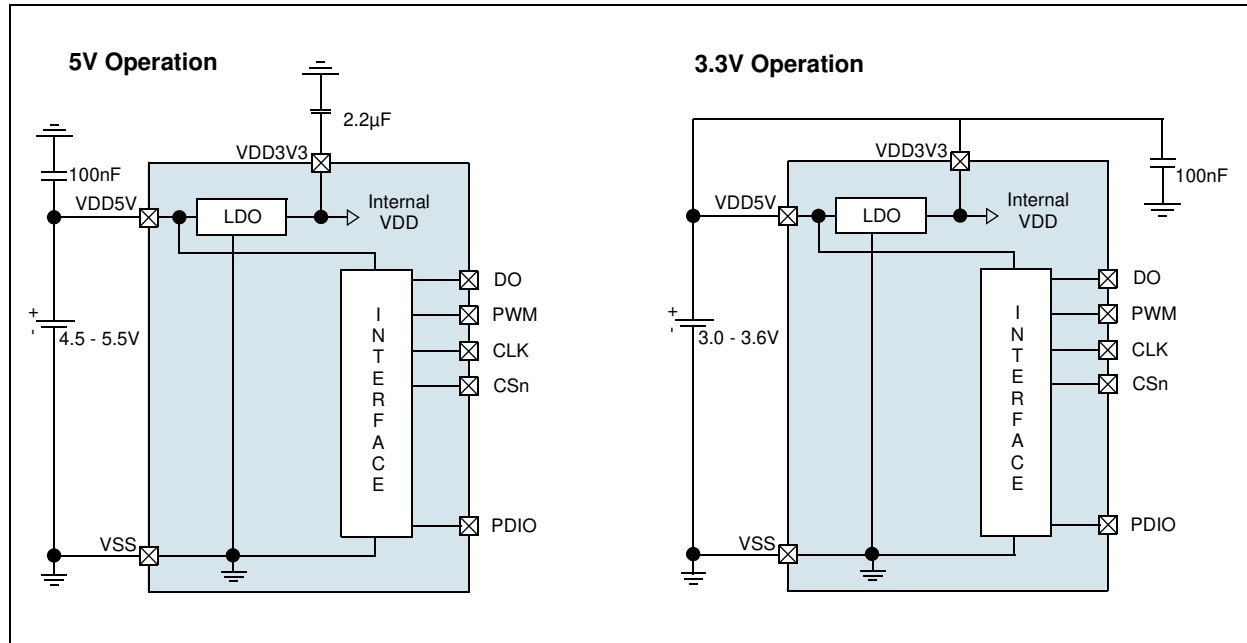 5V Operation
2.2µF
VDD3V3
100nF
VDD5V
LDO
Internal
VDD
DO
PWM
CLK
CSn
INTERFACE
+
-
4.5 - 5.5V
PDIO
VSS
3.3V Operation
VDD3V3
100nF
VDD5V
LDO
Internal
VDD
DO
PWM
CLK
CSn
INTERFACE
+
-
3.0 - 3.6V
PDIO
VSS